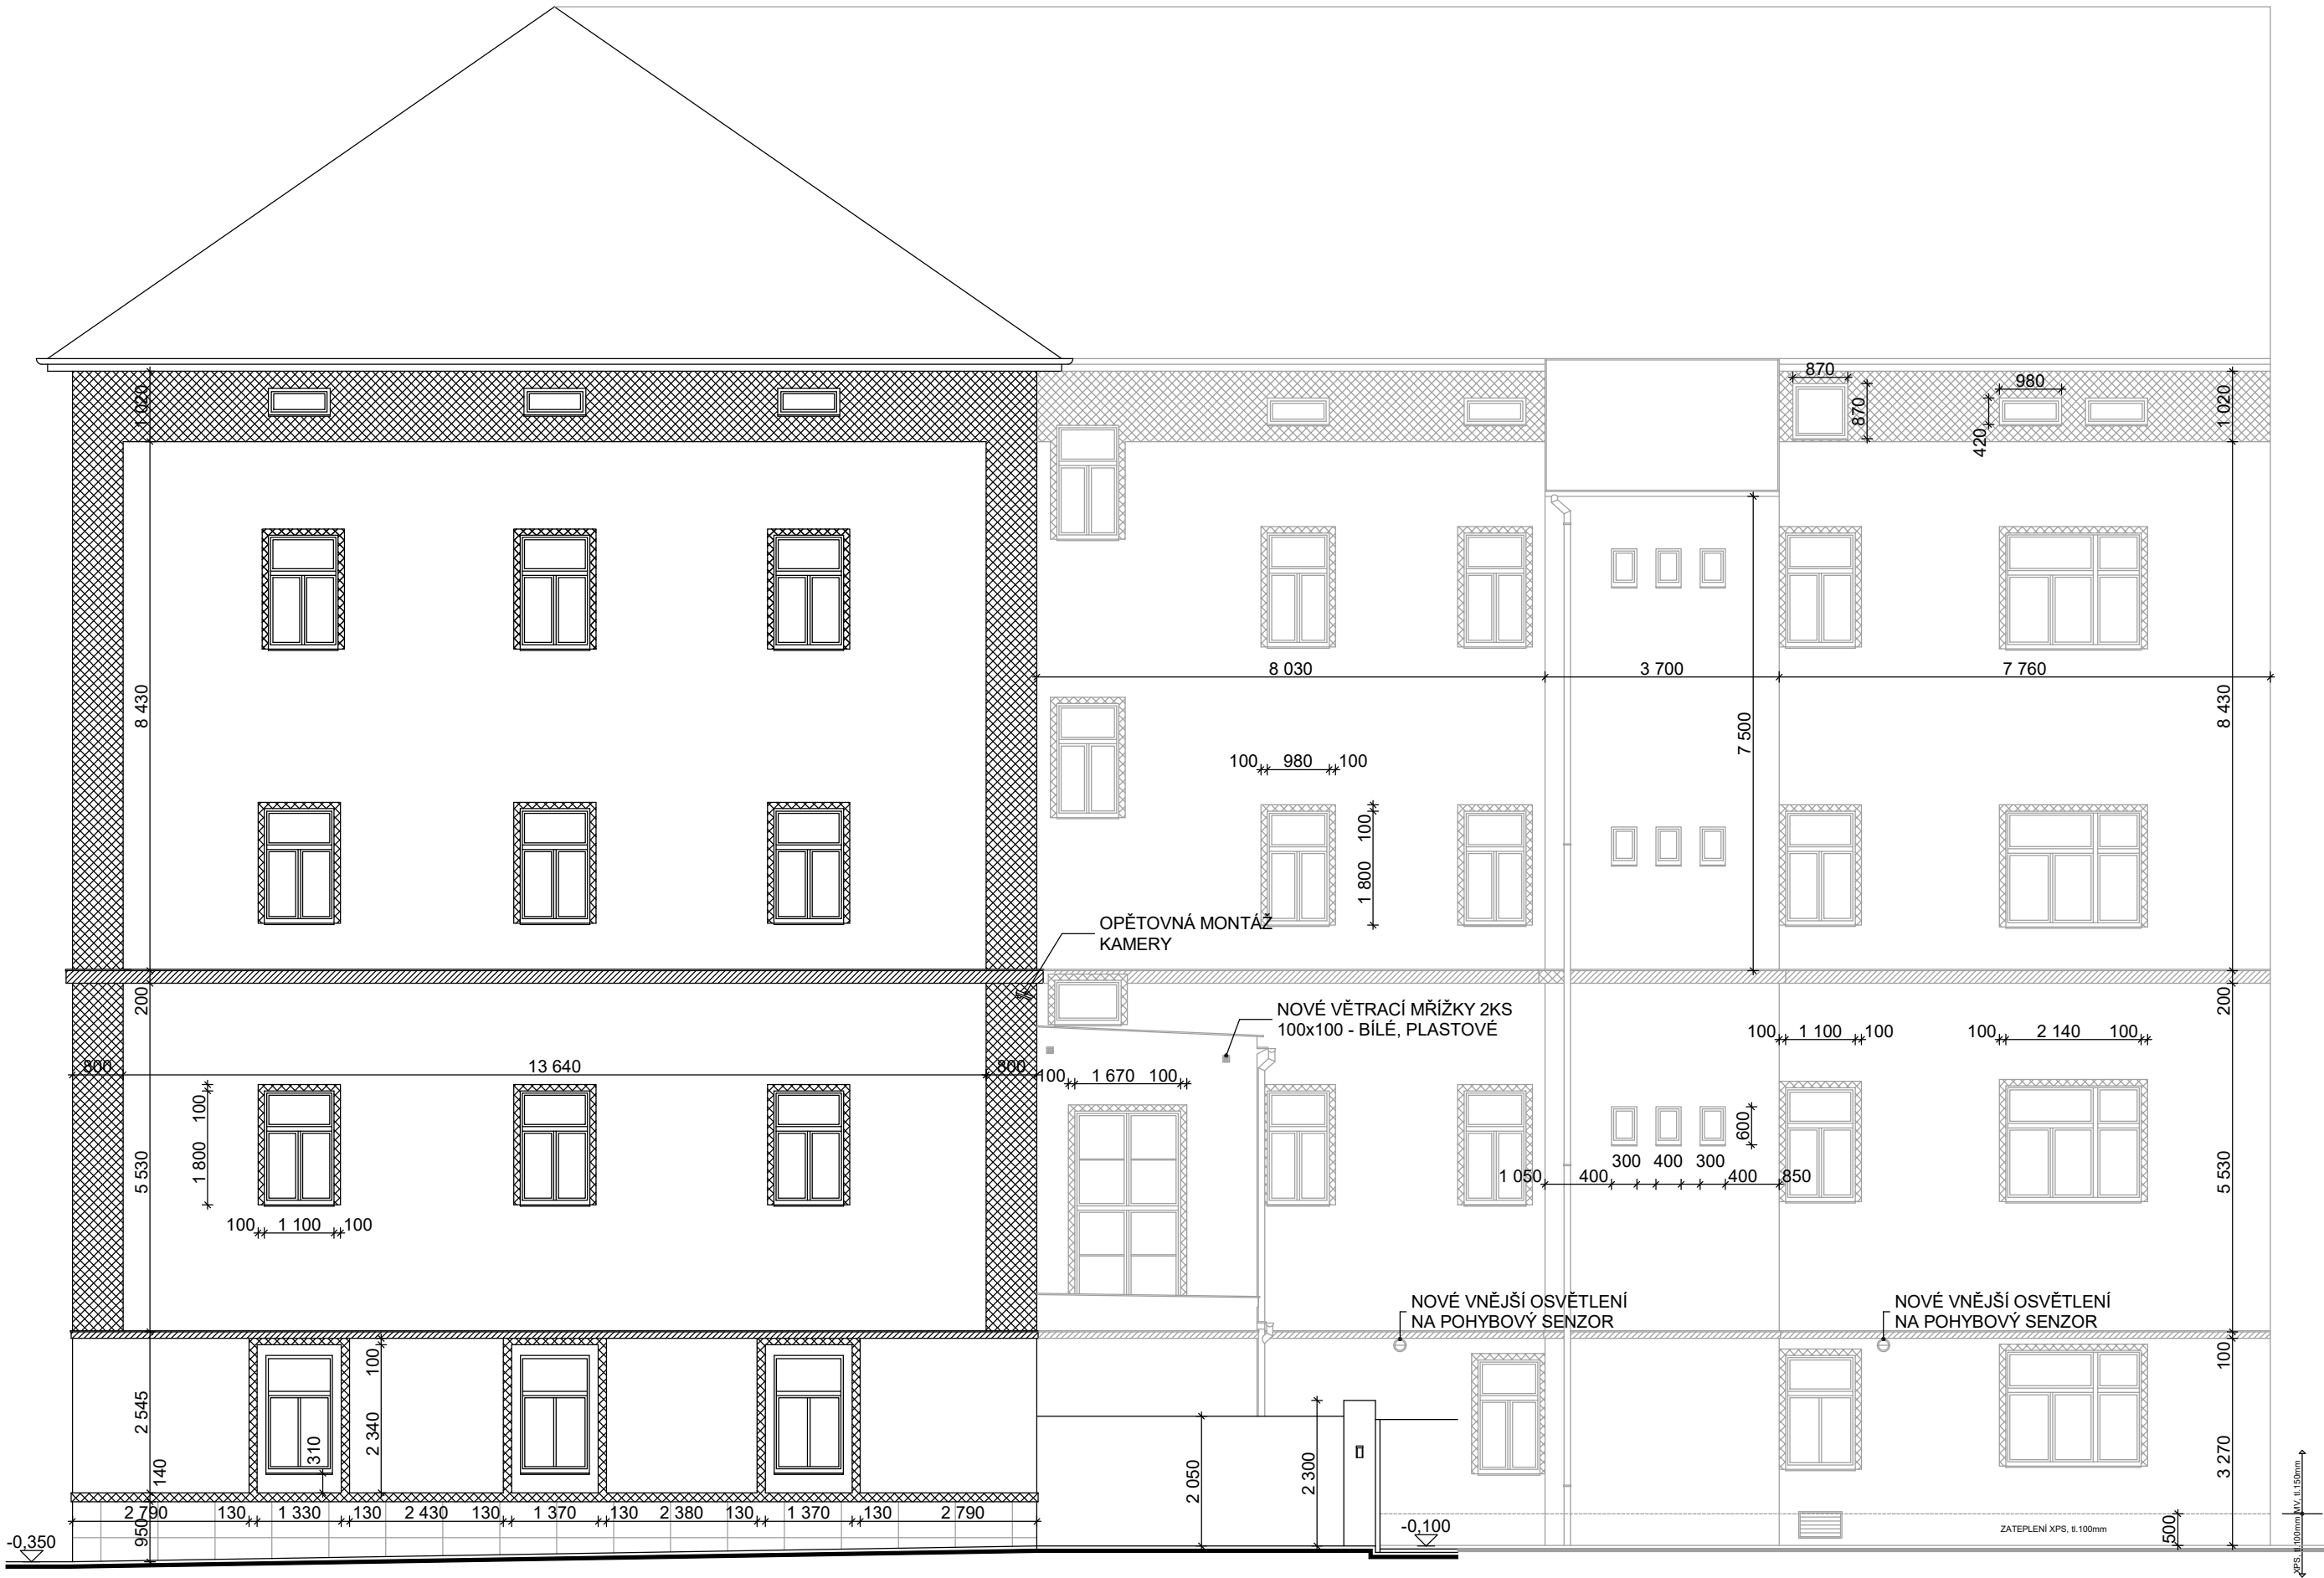 870
980
1 020
870
420
1 020
8 030
3 700
7 760
8 430
7 500
8 430
100 980 100
100
1 800
OPĚTOVNÁ MONTÁŽ
KAMERY
200
NOVÉ VĚTRACÍ MŘÍŽKY 2KS
100x100 - BÍLÉ, PLASTOVÉ
200
100 1 100 100
100 2 140 100
800 13 640 800
100 1 670 100
100
1 800
5 530
600
5 530
300 400 300
1 050 400 400 850
100 1 100 100
NOVÉ VNĚJŠÍ OSVĚTLENÍ
NA POHYBOVÝ SENZOR
NOVÉ VNĚJŠÍ OSVĚTLENÍ
NA POHYBOVÝ SENZOR
100
100
2 545
2 340
310
140
2 050
2 300
3 270
2 790 130 1 330 130 2 430 130 1 370 130 2 380 130 1 370 130 2 790
950
-0,350
-0,100
ZATEPLENÍ XPS, tl.100mm
500
XPS, tl.100mm
MV, tl.150mm